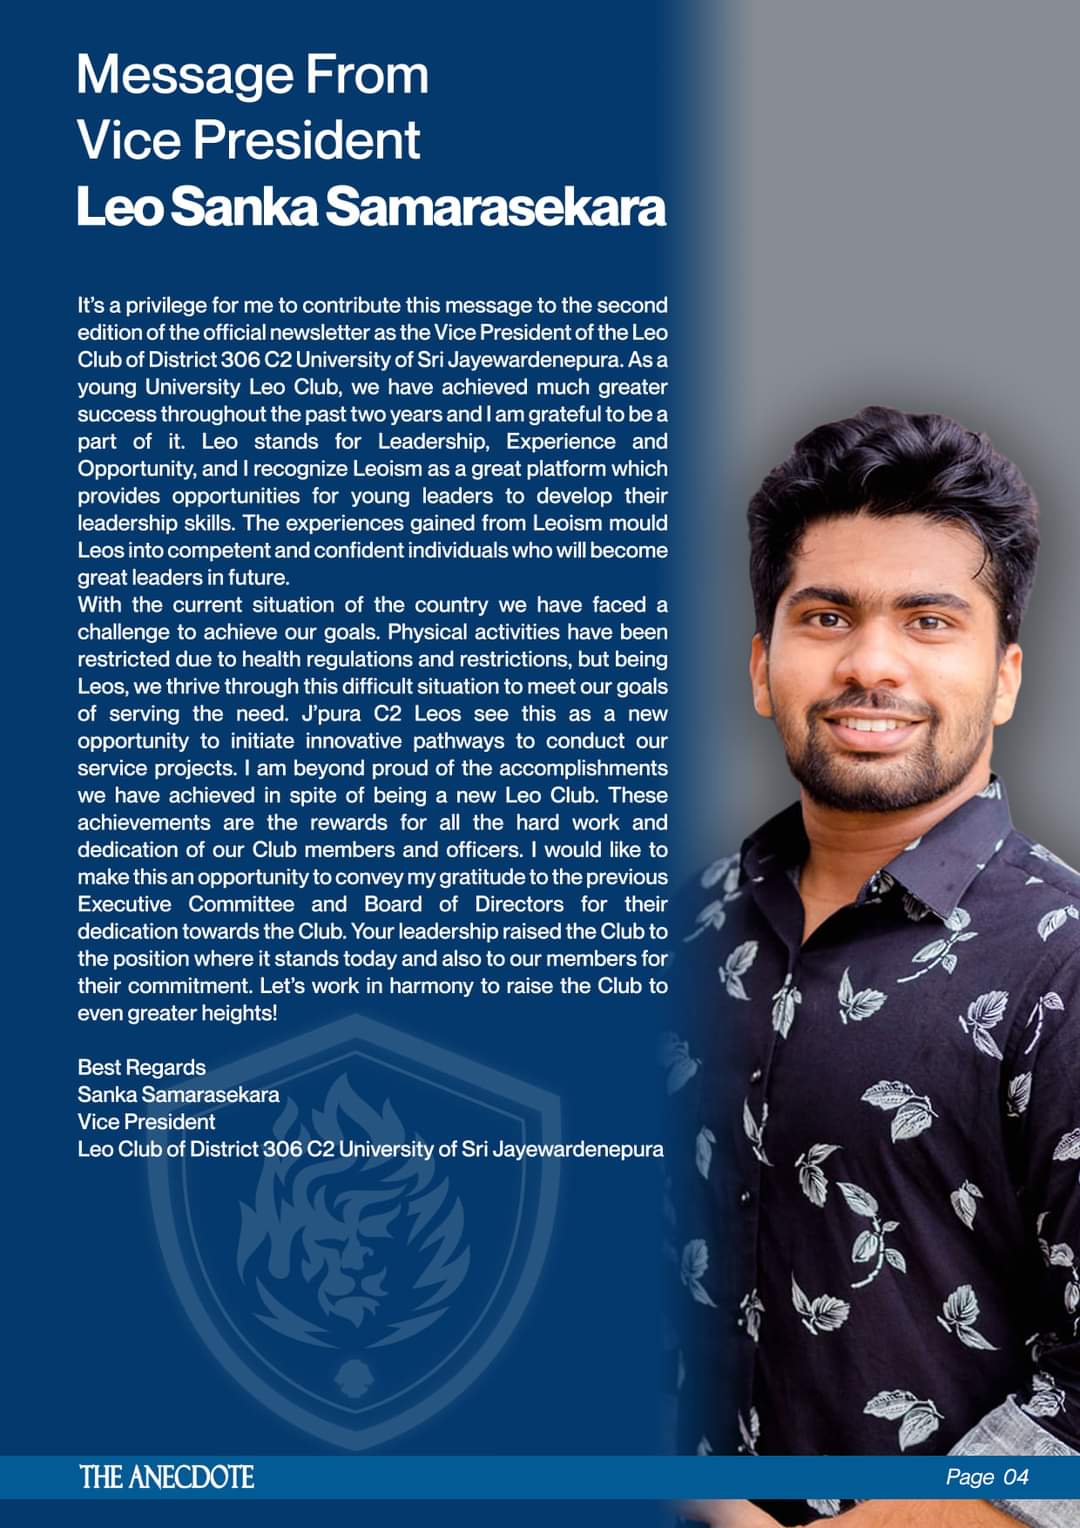 Message From
Vice President
Leo Sanka Samarasekara
It's a privilege for me to contribute this message to the second
edition of the official newsletter as the Vice President of the Leo
Club of District 306 C2 University of Sri Jayewardenepura. As a
young University Leo Club, we have achieved much greater
success throughout the past two years and I am grateful to be a
part of it. Leo stands for Leadership, Experience and
Opportunity, and I recognize Leoism as a great platform which
provides opportunities for young leaders to develop their
leadership skills. The experiences gained from Leoism mould
Leos into competent and confident individuals who will become
great leaders in future.
With the current situation of the country we have faced a
challenge to achieve our goals. Physical activities have been
restricted due to health regulations and restrictions, but being
Leos, we thrive through this difficult situation to meet our goals
of serving the need. J'pura C2 Leos see this as a new
opportunity to initiate innovative pathways to conduct our
service projects. I am beyond proud of the accomplishments
we have achieved in spite of being a new Leo Club. These
achievements are the rewards for all the hard work and
dedication of our Club members and officers. I would like to
make this an opportunity to convey my gratitude to the previous
Executive Committee and Board of Directors for their
dedication towards the Club. Your leadership raised the Club to
the position where it stands today and also to our members for
their commitment. Let's work in harmony to raise the Club to
even greater heights!
Best Regards
Sanka Samarasekara
Vice President
Leo Club of District 306 C2 University of Sri Jayewardenepura
THE ANECDOTE
Page 04